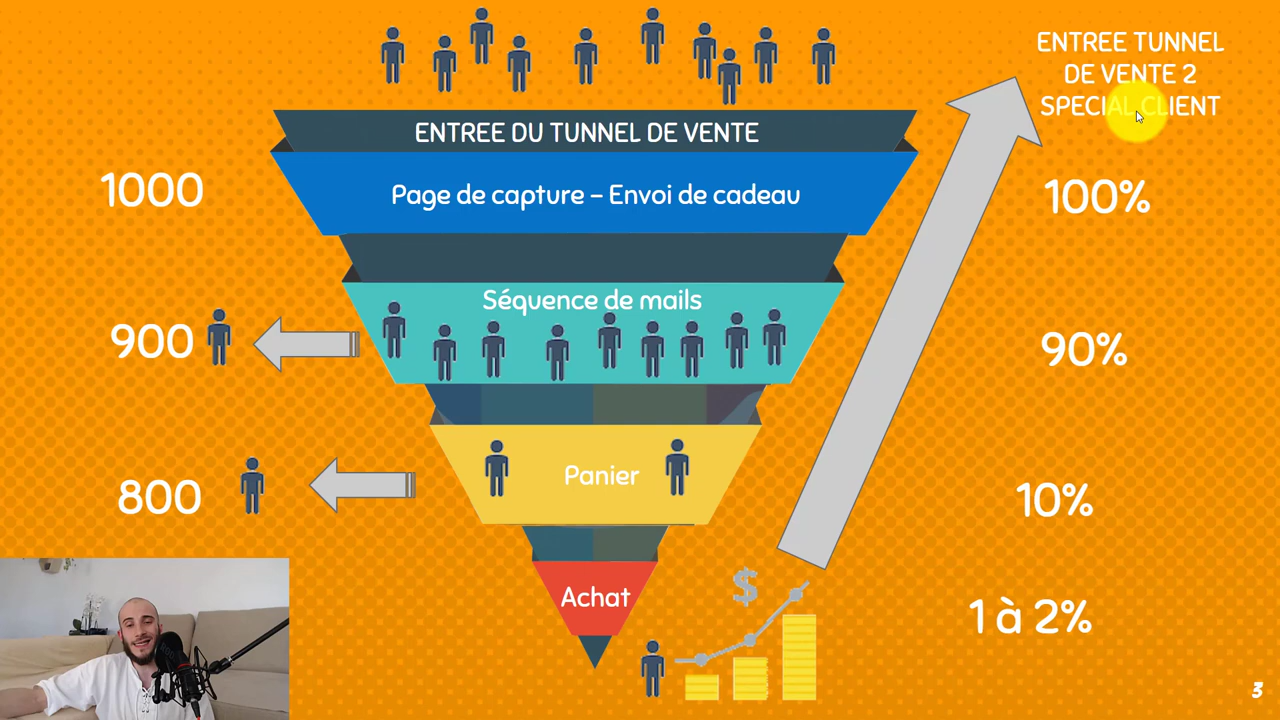 ENTREE TUNNEL
DE VENTE 2
SPECIAL CLIENT
ENTREE DU TUNNEL DE VENTE
1000
Page de capture – Envoi de cadeau
100%
Séquence de mails
900
90%
Panier
800
10%
Achat
$
1 à 2%
3